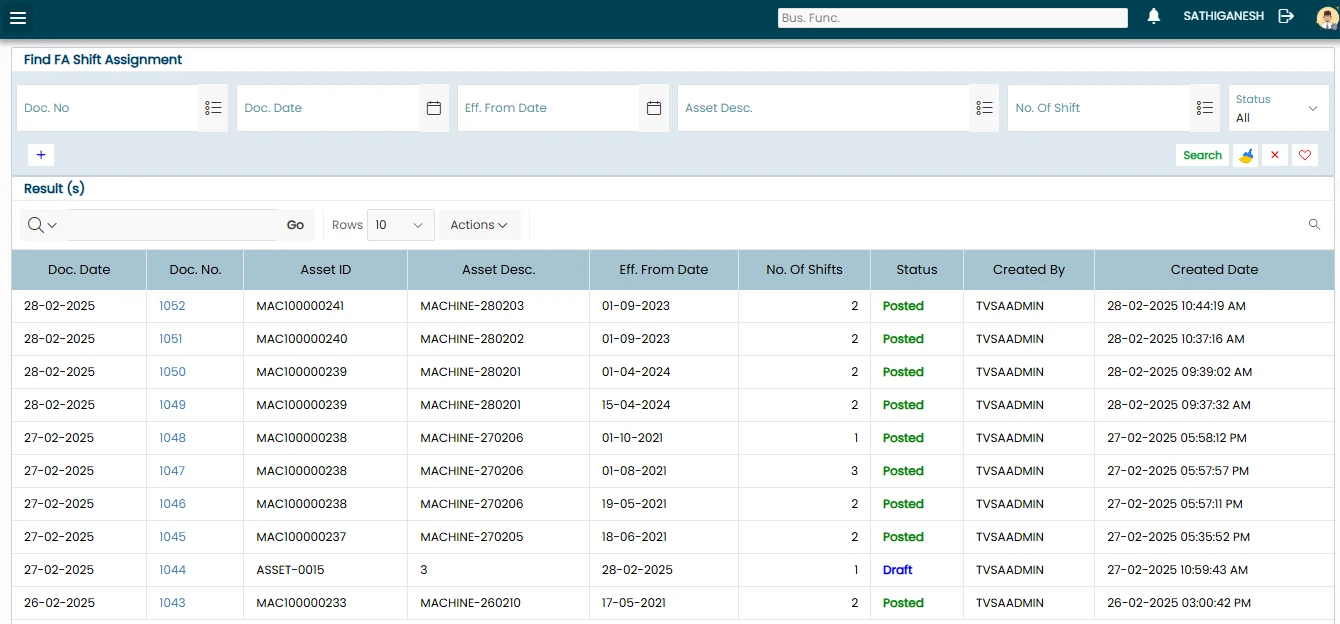 Bus. Func. SATHIGANESH
Find FA Shift Assignment
Doc. No Doc. Date Eff. From Date Asset Desc. No. Of Shift Status
All
+ Search
Result (s)
Go Rows 10 Actions
Doc. Date Doc. No. Asset ID Asset Desc. Eff. From Date No. Of Shifts Status Created By Created Date
28-02-2025 1052 MAC100000241 MACHINE-280203 01-09-2023 2 Posted TVSAADMIN 28-02-2025 10:44:19 AM
28-02-2025 1051 MAC100000240 MACHINE-280202 01-09-2023 2 Posted TVSAADMIN 28-02-2025 10:37:16 AM
28-02-2025 1050 MAC100000239 MACHINE-280201 01-04-2024 2 Posted TVSAADMIN 28-02-2025 09:39:02 AM
28-02-2025 1049 MAC100000239 MACHINE-280201 15-04-2024 2 Posted TVSAADMIN 28-02-2025 09:37:32 AM
27-02-2025 1048 MAC100000238 MACHINE-270206 01-10-2021 1 Posted TVSAADMIN 27-02-2025 05:58:12 PM
27-02-2025 1047 MAC100000238 MACHINE-270206 01-08-2021 3 Posted TVSAADMIN 27-02-2025 05:57:57 PM
27-02-2025 1046 MAC100000238 MACHINE-270206 19-05-2021 2 Posted TVSAADMIN 27-02-2025 05:57:11 PM
27-02-2025 1045 MAC100000237 MACHINE-270205 18-06-2021 2 Posted TVSAADMIN 27-02-2025 05:35:52 PM
27-02-2025 1044 ASSET-0015 3 28-02-2025 1 Draft TVSAADMIN 27-02-2025 10:59:43 AM
26-02-2025 1043 MAC100000233 MACHINE-260210 17-05-2021 2 Posted TVSAADMIN 26-02-2025 03:00:42 PM